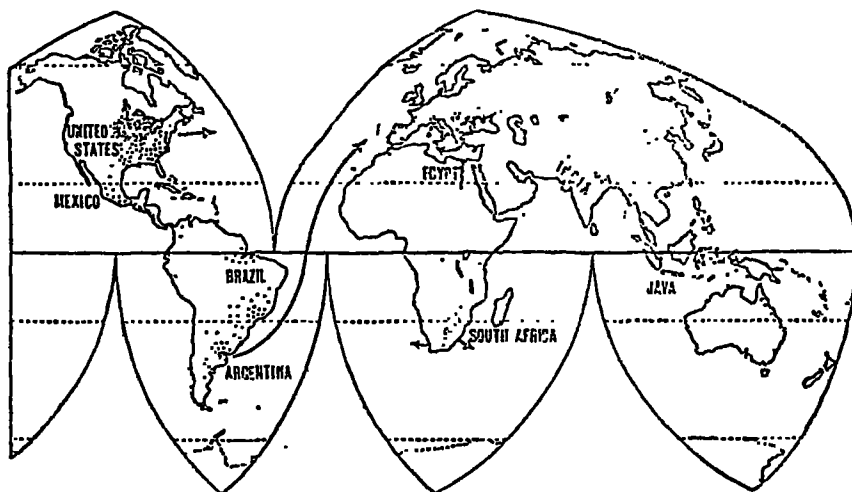 UNITED
STATES
MEXICO
BRAZIL
ARGENTINA
EGYPT
INDIA
SOUTH AFRICA
JAVA